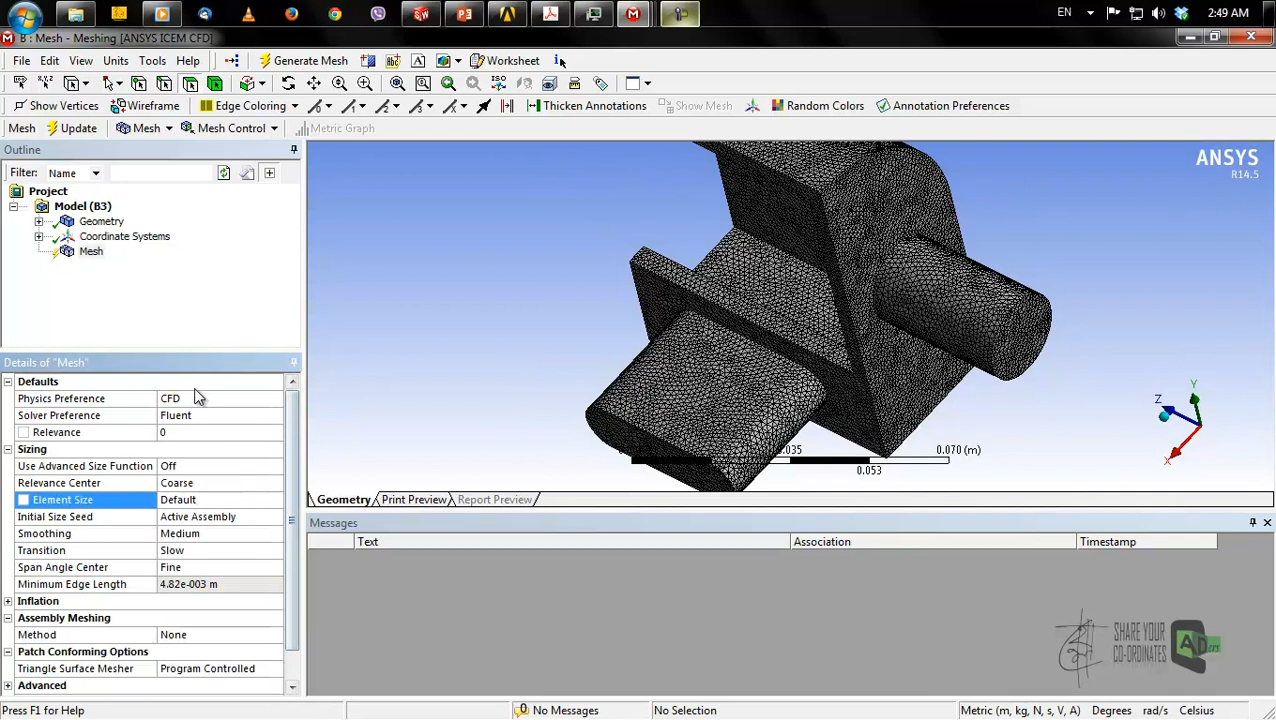 EN
2:49 AM
B : Mesh - Meshing [ANSYS ICEM CFD]
File Edit View Units Tools Help Generate Mesh Worksheet
Show Vertices Wireframe Edge Coloring Thicken Annotations Show Mesh Random Colors Annotation Preferences
Mesh Update Mesh Mesh Control Metric Graph
Outline
Filter: Name
Project
Model (B3)
Geometry
Coordinate Systems
Mesh
Details of "Mesh"
Defaults
Physics Preference CFD
Solver Preference Fluent
Relevance 0
Sizing
Use Advanced Size Function Off
Relevance Center Coarse
Element Size Default
Initial Size Seed Active Assembly
Smoothing Medium
Transition Slow
Span Angle Center Fine
Minimum Edge Length 4.82e-003 m
Inflation
Assembly Meshing
Method None
Patch Conforming Options
Triangle Surface Mesher Program Controlled
Advanced
ANSYS
R14.5
Y
Z
X
0.035 0.070 (m)
0.053
Geometry Print Preview Report Preview
Messages
Text Association Timestamp
SHARE YOUR
CO-ORDINATES
Press F1 for Help No Messages No Selection Metric (m, kg, N, s, V, A) Degrees rad/s Celsius